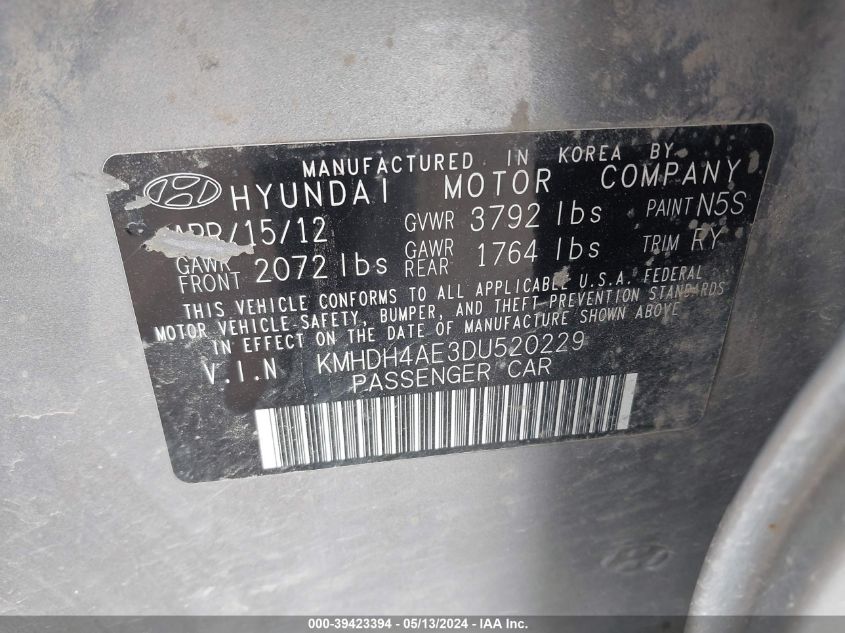 MANUFACTURED IN KOREA BY
HYUNDAI MOTOR COMPANY
APR/15/12 GVWR 3792 lbs PAINT N5S
GAWR FRONT 2072 lbs GAWR REAR 1764 lbs TRIM RY
THIS VEHICLE CONFORMS TO ALL APPLICABLE U.S.A. FEDERAL
MOTOR VEHICLE SAFETY, BUMPER, AND THEFT-PREVENTION STANDARDS
IN EFFECT ON THE DATE OF MANUFACTURE SHOWN ABOVE
V.I.N KMHDH4AE3DU520229
PASSENGER CAR
000-39423394 - 05/13/2024 - IAA Inc.